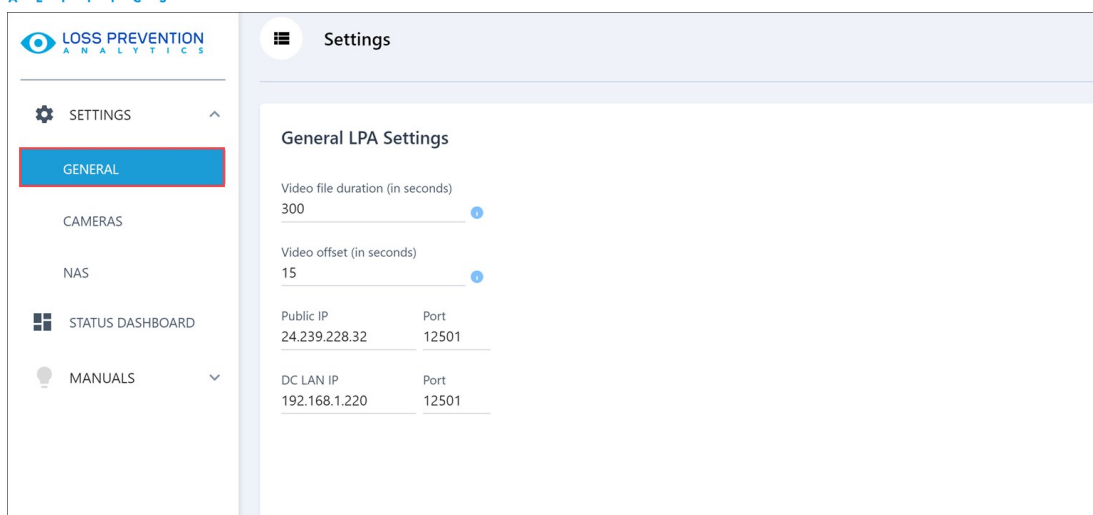 LOSS PREVENTION
ANALYTICS
Settings
SETTINGS
GENERAL
CAMERAS
NAS
STATUS DASHBOARD
MANUALS
General LPA Settings
Video file duration (in seconds)
300
Video offset (in seconds)
15
Public IP Port
24.239.228.32 12501
DC LAN IP Port
192.168.1.220 12501